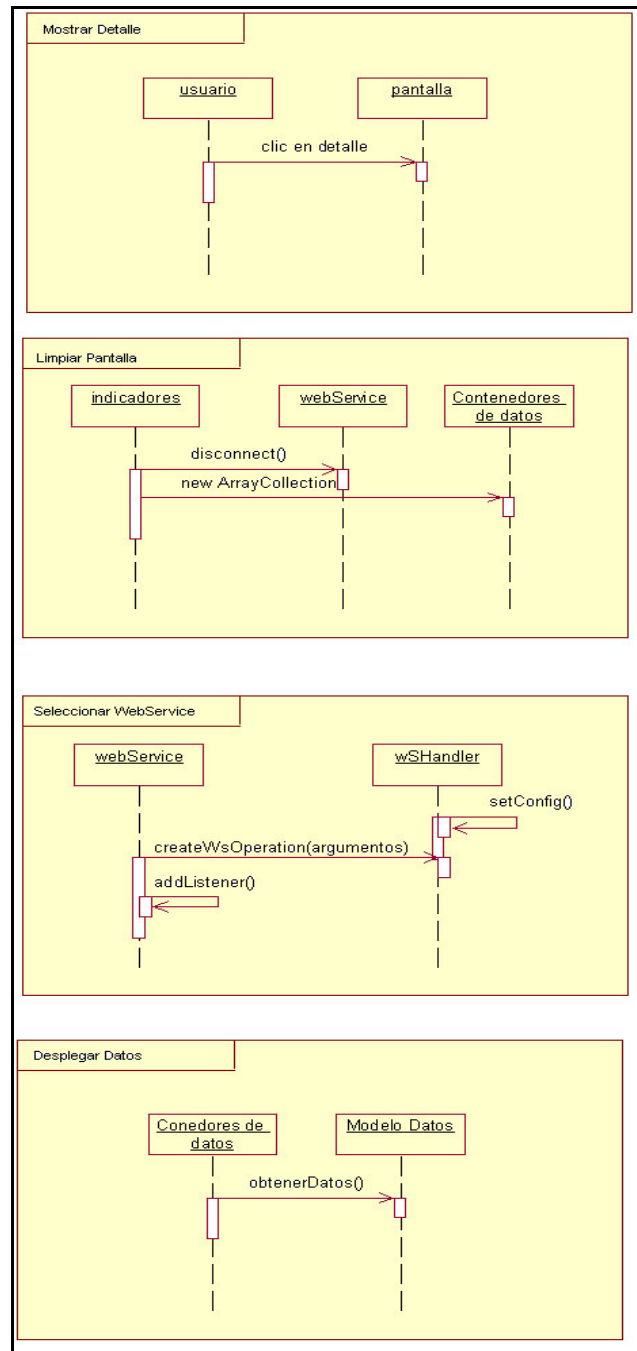 Mostrar Detalle
usuario
pantalla
clic en detalle
Limpiar Pantalla
indicadores
webService
Contenedores
de datos
disconnect()
new ArrayCollection
Seleccionar WebService
webService
wSHandler
setConfig()
createWsOperation(argumentos)
addListener()
Desplegar Datos
Conedores de
datos
Modelo Datos
obtenerDatos()